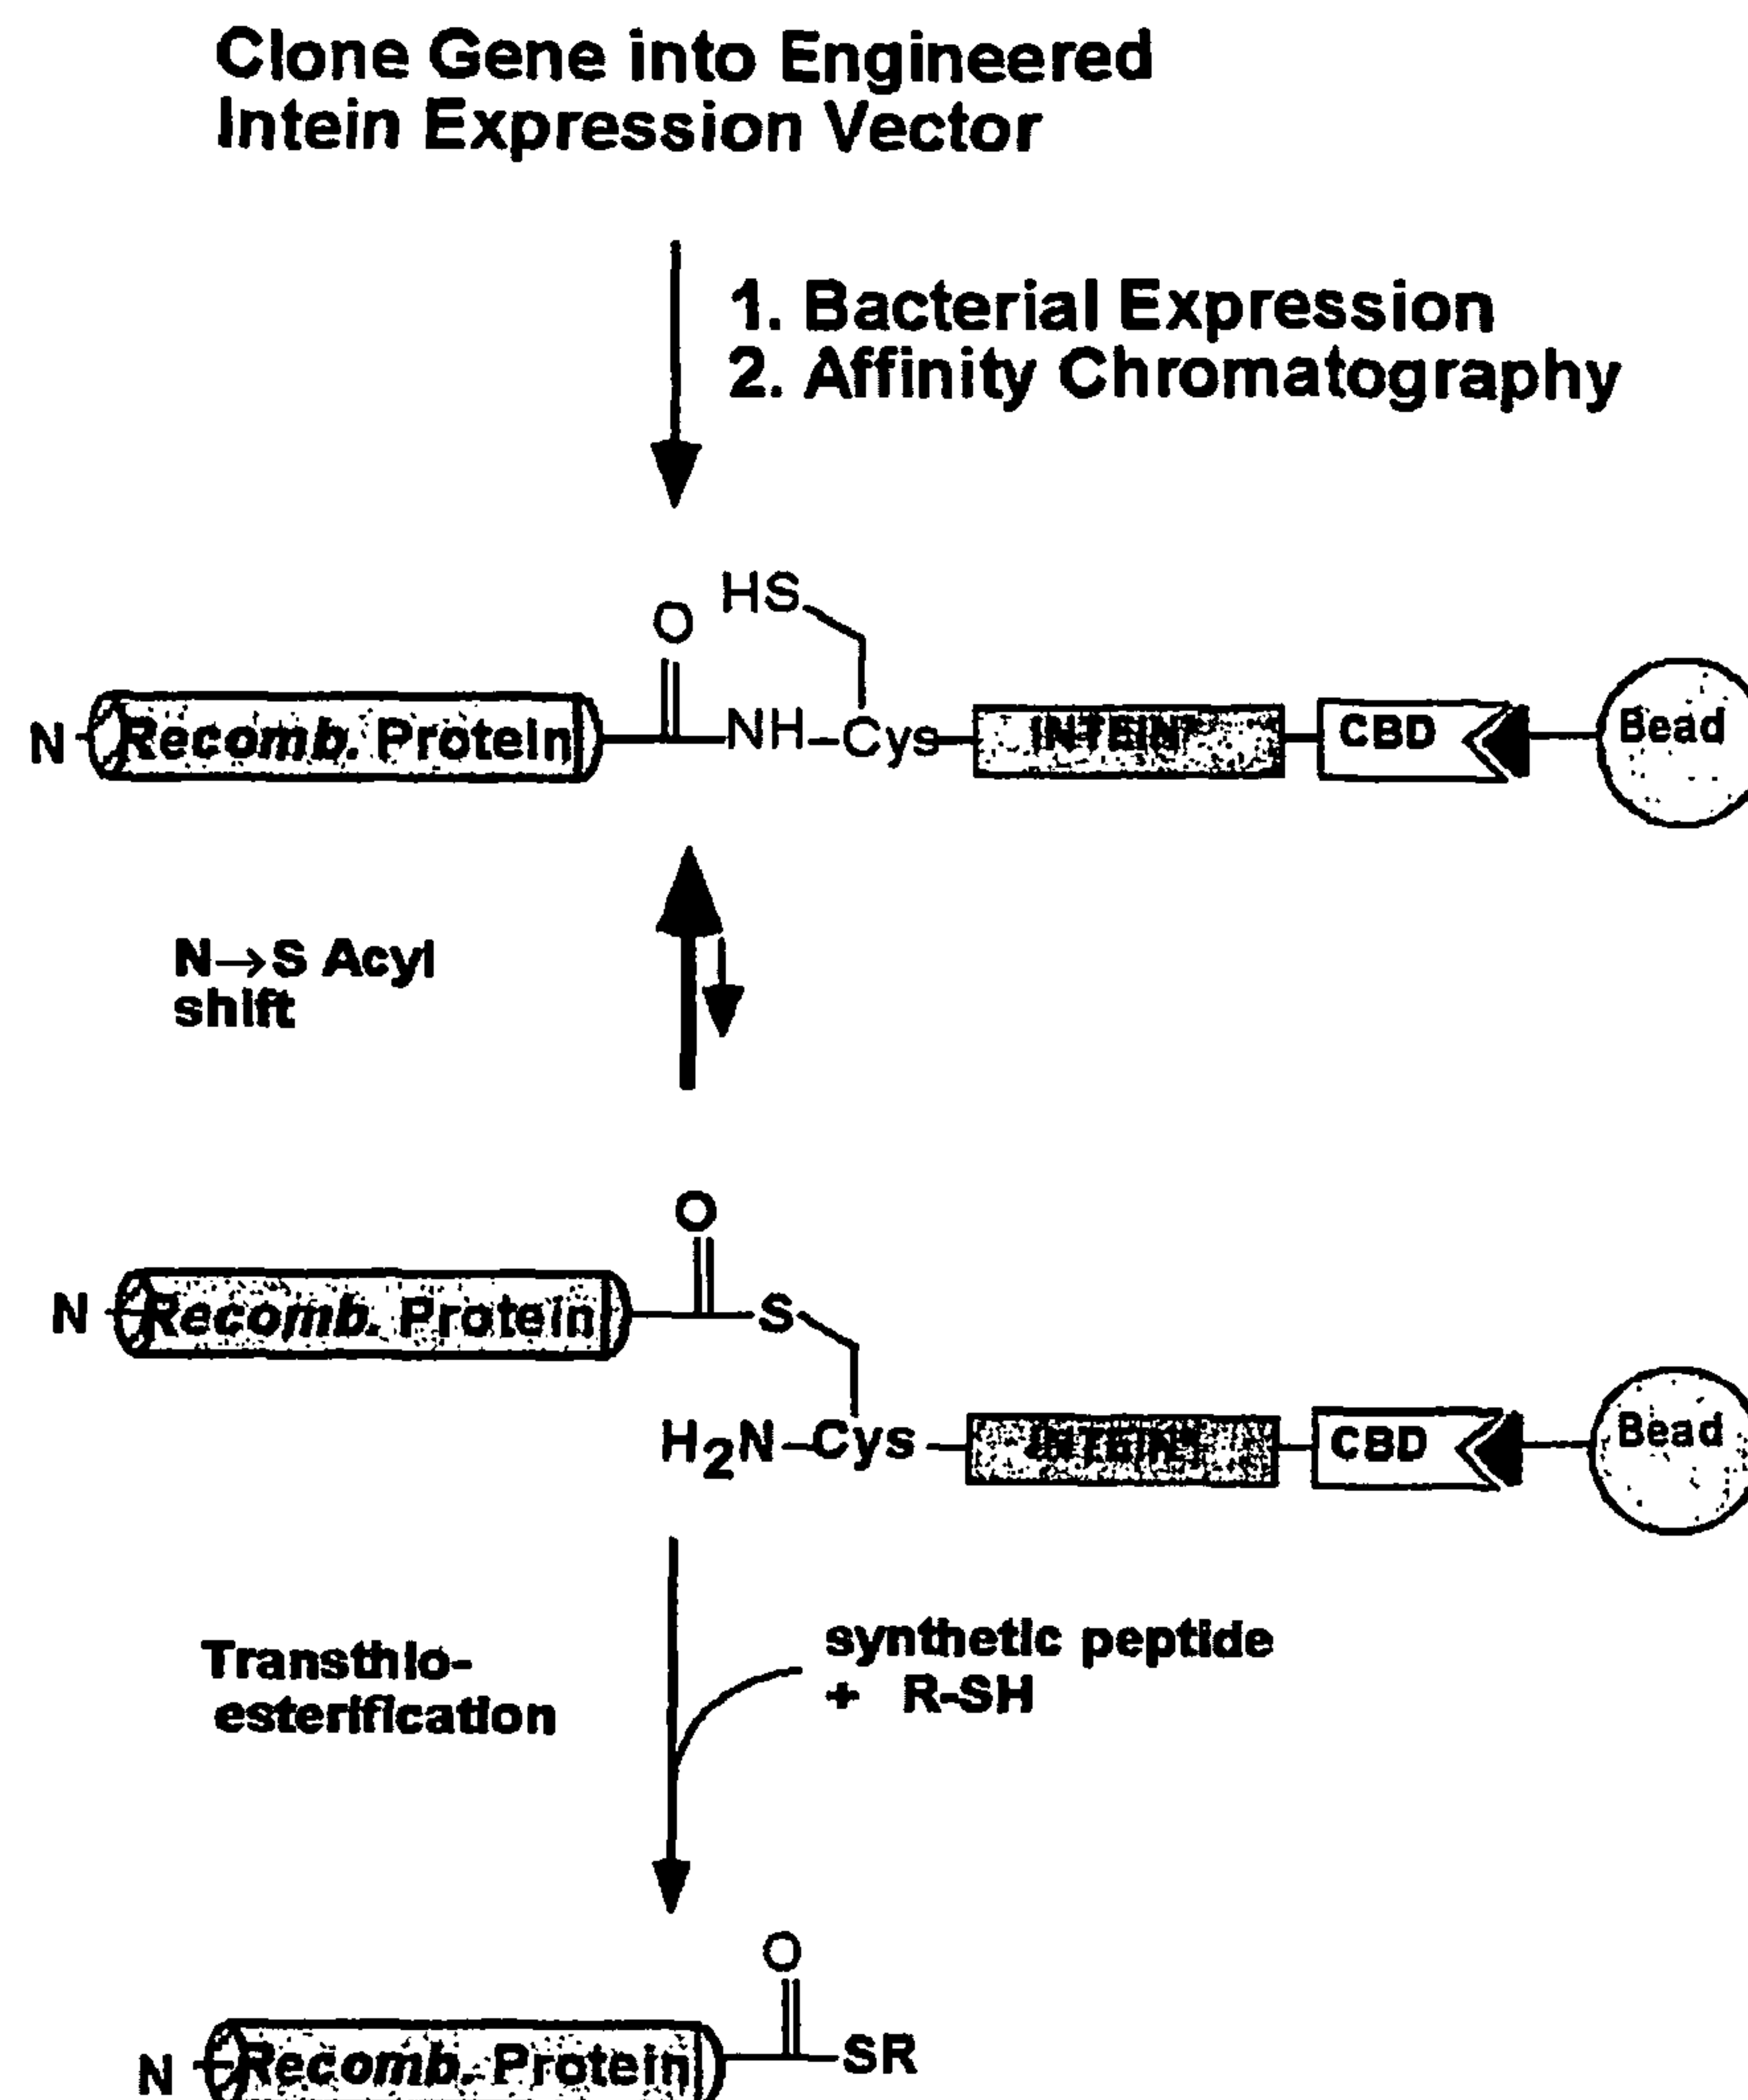 Clone Gene into Engineered
Intein Expression Vector
1. Bacterial Expression
2. Affinity Chromatography
O
HS
N
Recomb. Protein
NH-Cys
INTEIN
CBD
Bead
N→S Acyl
shift
O
N
Recomb. Protein
S
H2N-Cys
INTEIN
CBD
Bead
Transthio-
esterification
synthetic peptide
+ R-SH
O
N
Recomb. Protein
SR